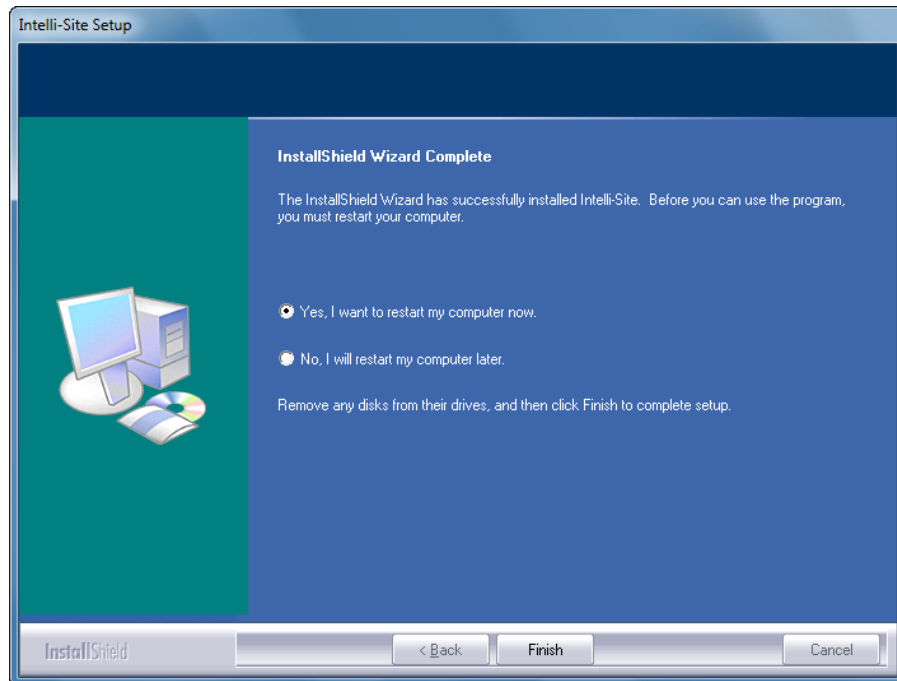 Intelli-Site Setup
InstallShield Wizard Complete
The InstallShield Wizard has successfully installed Intelli-Site. Before you can use the program,
you must restart your computer.
Yes, I want to restart my computer now.
No, I will restart my computer later.
Remove any disks from their drives, and then click Finish to complete setup.
InstallShield
< Back
Finish
Cancel